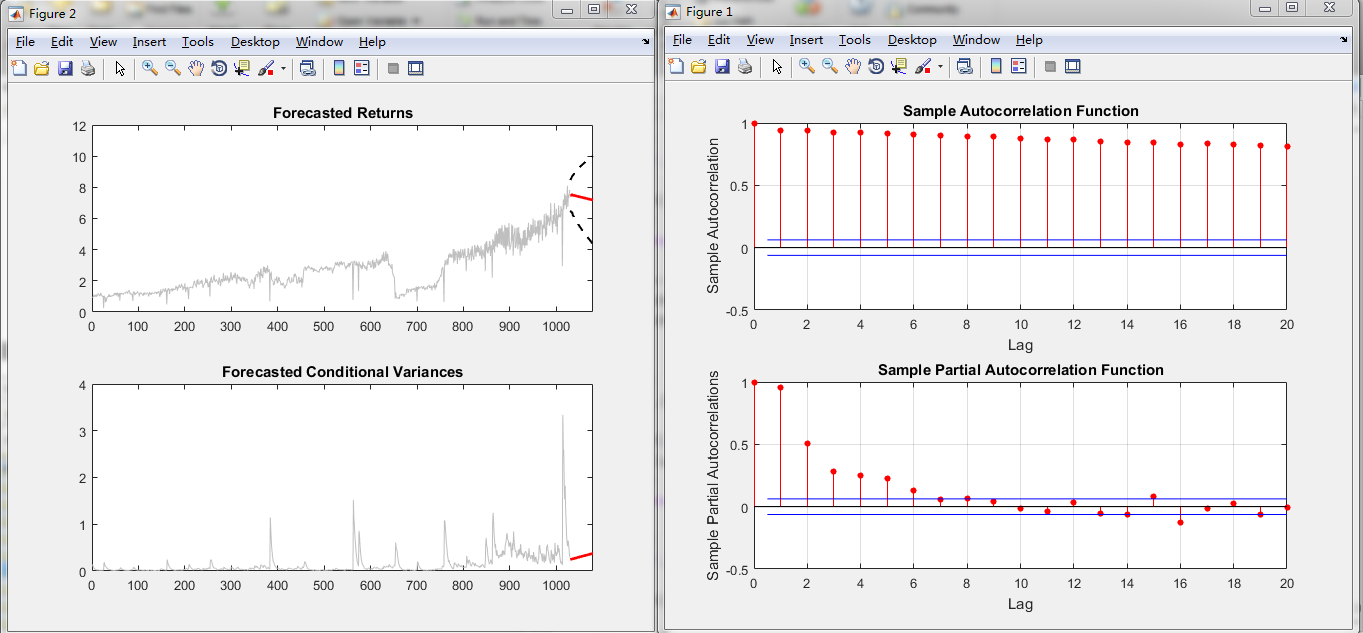 Figure 2
File Edit View Insert Tools Desktop Window Help
Forecasted Returns
12
10
8
6
4
2
0
0 100 200 300 400 500 600 700 800 900 1000
Forecasted Conditional Variances
4
3
2
1
0
0 100 200 300 400 500 600 700 800 900 1000
Figure 1
File Edit View Insert Tools Desktop Window Help
Sample Autocorrelation Function
Sample Autocorrelation
1
0.5
0
-0.5
0 2 4 6 8 10 12 14 16 18 20
Lag
Sample Partial Autocorrelation Function
Sample Partial Autocorrelations
1
0.5
0
-0.5
0 2 4 6 8 10 12 14 16 18 20
Lag